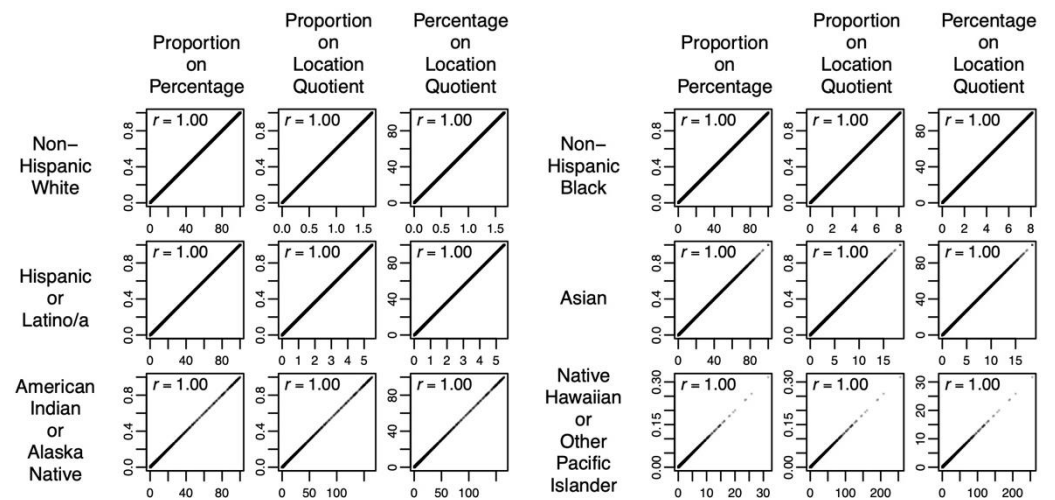 Proportion
on
Percentage
Proportion
on
Location
Quotient
Percentage
on
Location
Quotient
Proportion
on
Percentage
Proportion
on
Location
Quotient
Percentage
on
Location
Quotient
Non−
Hispanic
White
r = 1.00
0.0 0.4 0.8
0 40 80
r = 1.00
0.0 0.4 0.8
0.0 0.5 1.0 1.5
r = 1.00
0 40 80
0.0 0.5 1.0 1.5
Non−
Hispanic
Black
r = 1.00
0.0 0.4 0.8
0 40 80
r = 1.00
0.0 0.4 0.8
0 2 4 6 8
r = 1.00
0 40 80
0 2 4 6 8
Hispanic
or
Latino/a
r = 1.00
0.0 0.4 0.8
0 40 80
r = 1.00
0.0 0.4 0.8
0 1 2 3 4 5
r = 1.00
0 40 80
0 1 2 3 4 5
Asian
r = 1.00
0.0 0.4 0.8
0 40 80
r = 1.00
0.0 0.4 0.8
0 5 10 15
r = 1.00
0 40 80
0 5 10 15
American
Indian
or
Alaska
Native
r = 1.00
0.0 0.4 0.8
0 40 80
r = 1.00
0.0 0.4 0.8
0 50 100
r = 1.00
0 40 80
0 50 100
Native
Hawaiian
or
Other
Pacific
Islander
r = 1.00
0.00 0.15 0.30
0 10 20 30
r = 1.00
0.00 0.15 0.30
0 50 100 200
r = 1.00
0 10 20 30
0 50 100 200